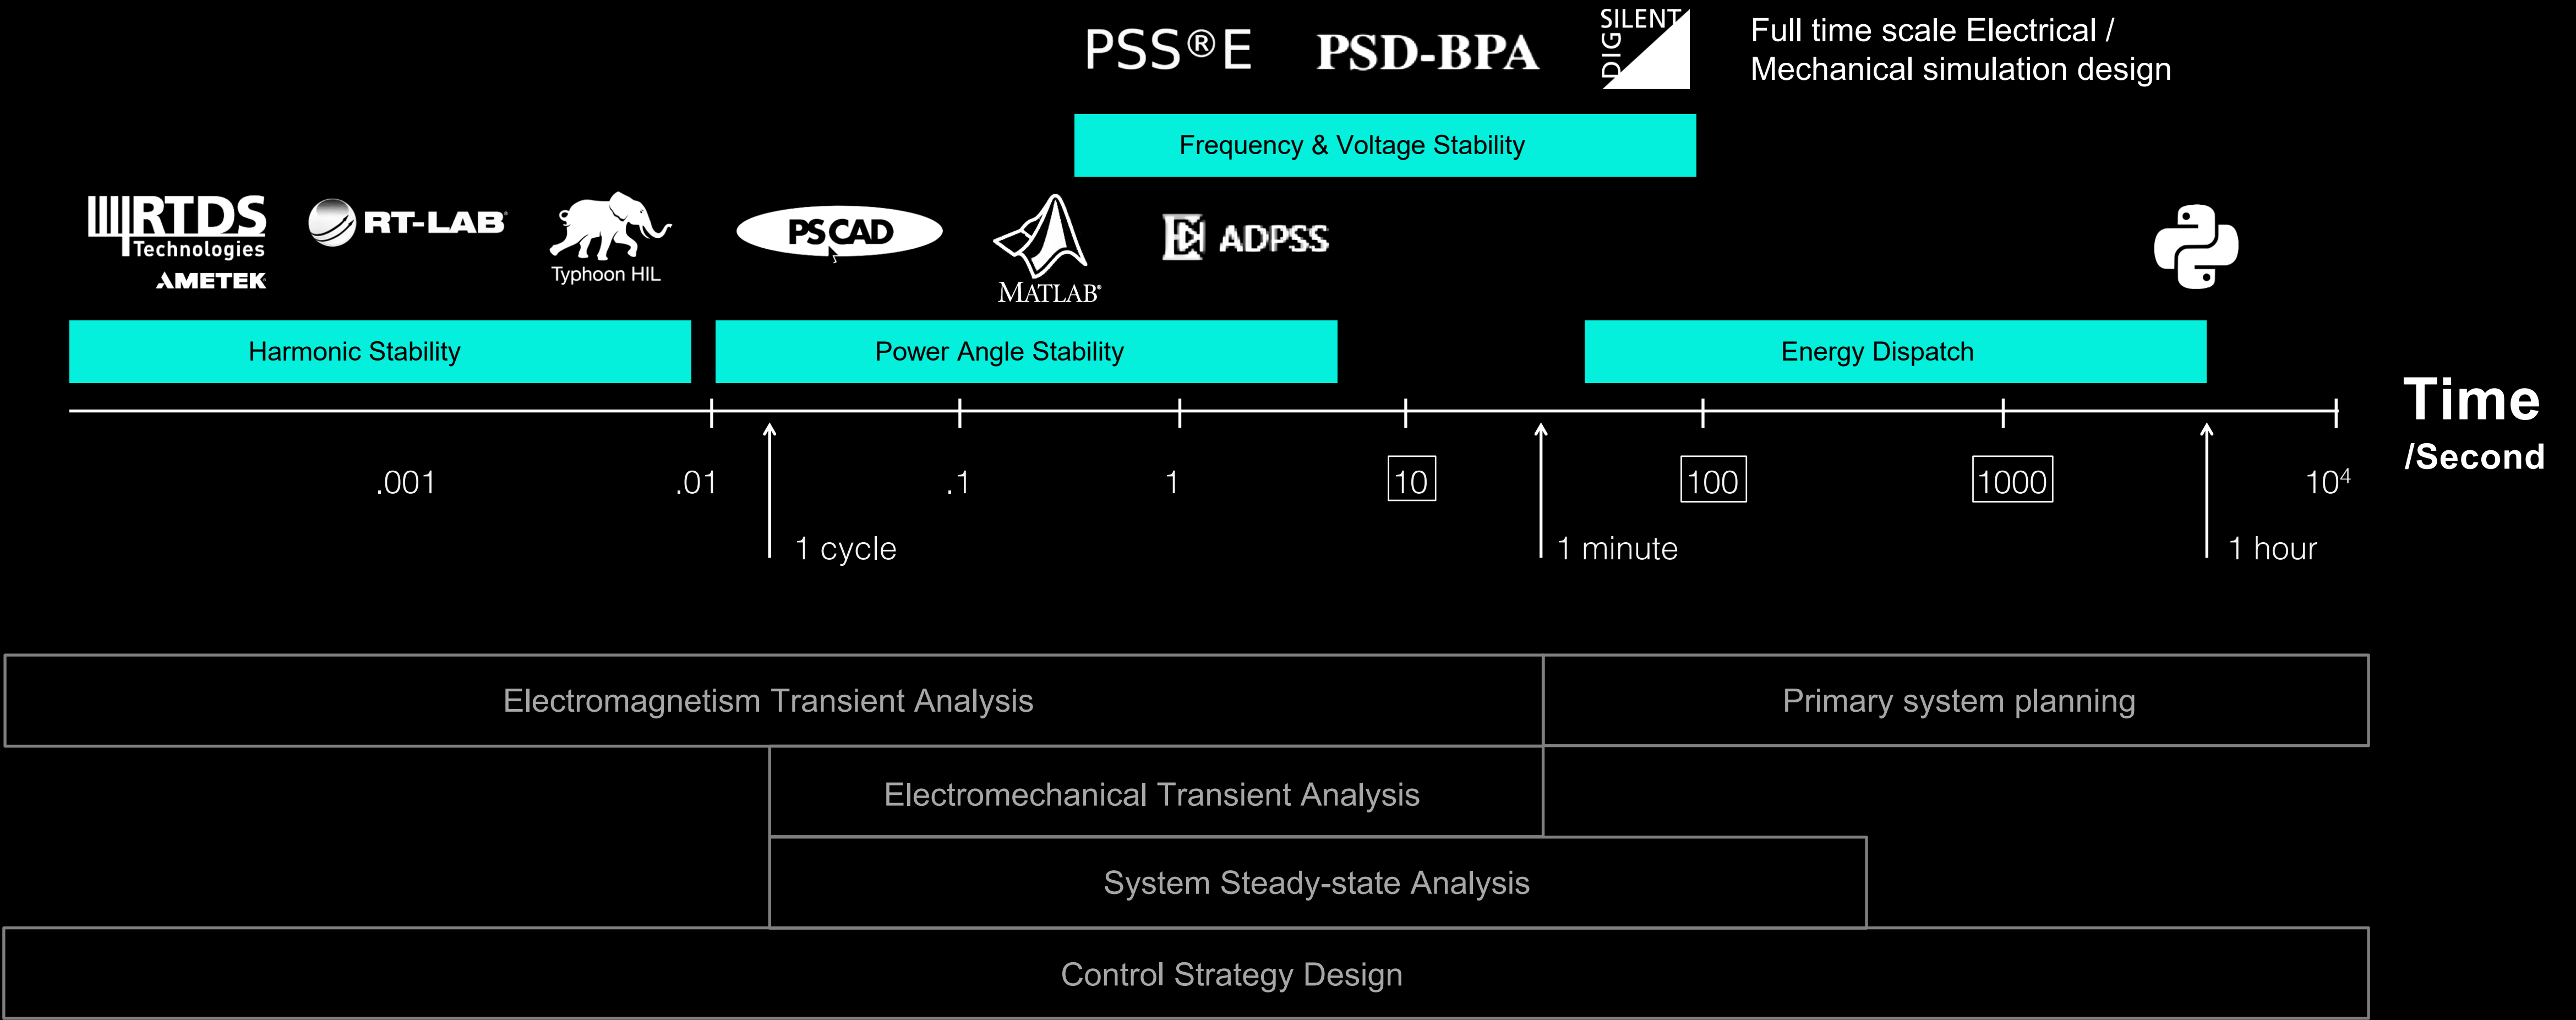 PSS®E
PSD-BPA
DIG SILENT
Full time scale Electrical /
Mechanical simulation design
Frequency & Voltage Stability
RTDS
Technologies
AMETEK
RT-LAB
Typhoon HIL
PSCAD
MATLAB®
ADPSS
Harmonic Stability
Power Angle Stability
Energy Dispatch
Time
/Second
.001
.01
.1
1
10
100
1000
10⁴
1 cycle
1 minute
1 hour
Electromagnetism Transient Analysis
Primary system planning
Electromechanical Transient Analysis
System Steady-state Analysis
Control Strategy Design